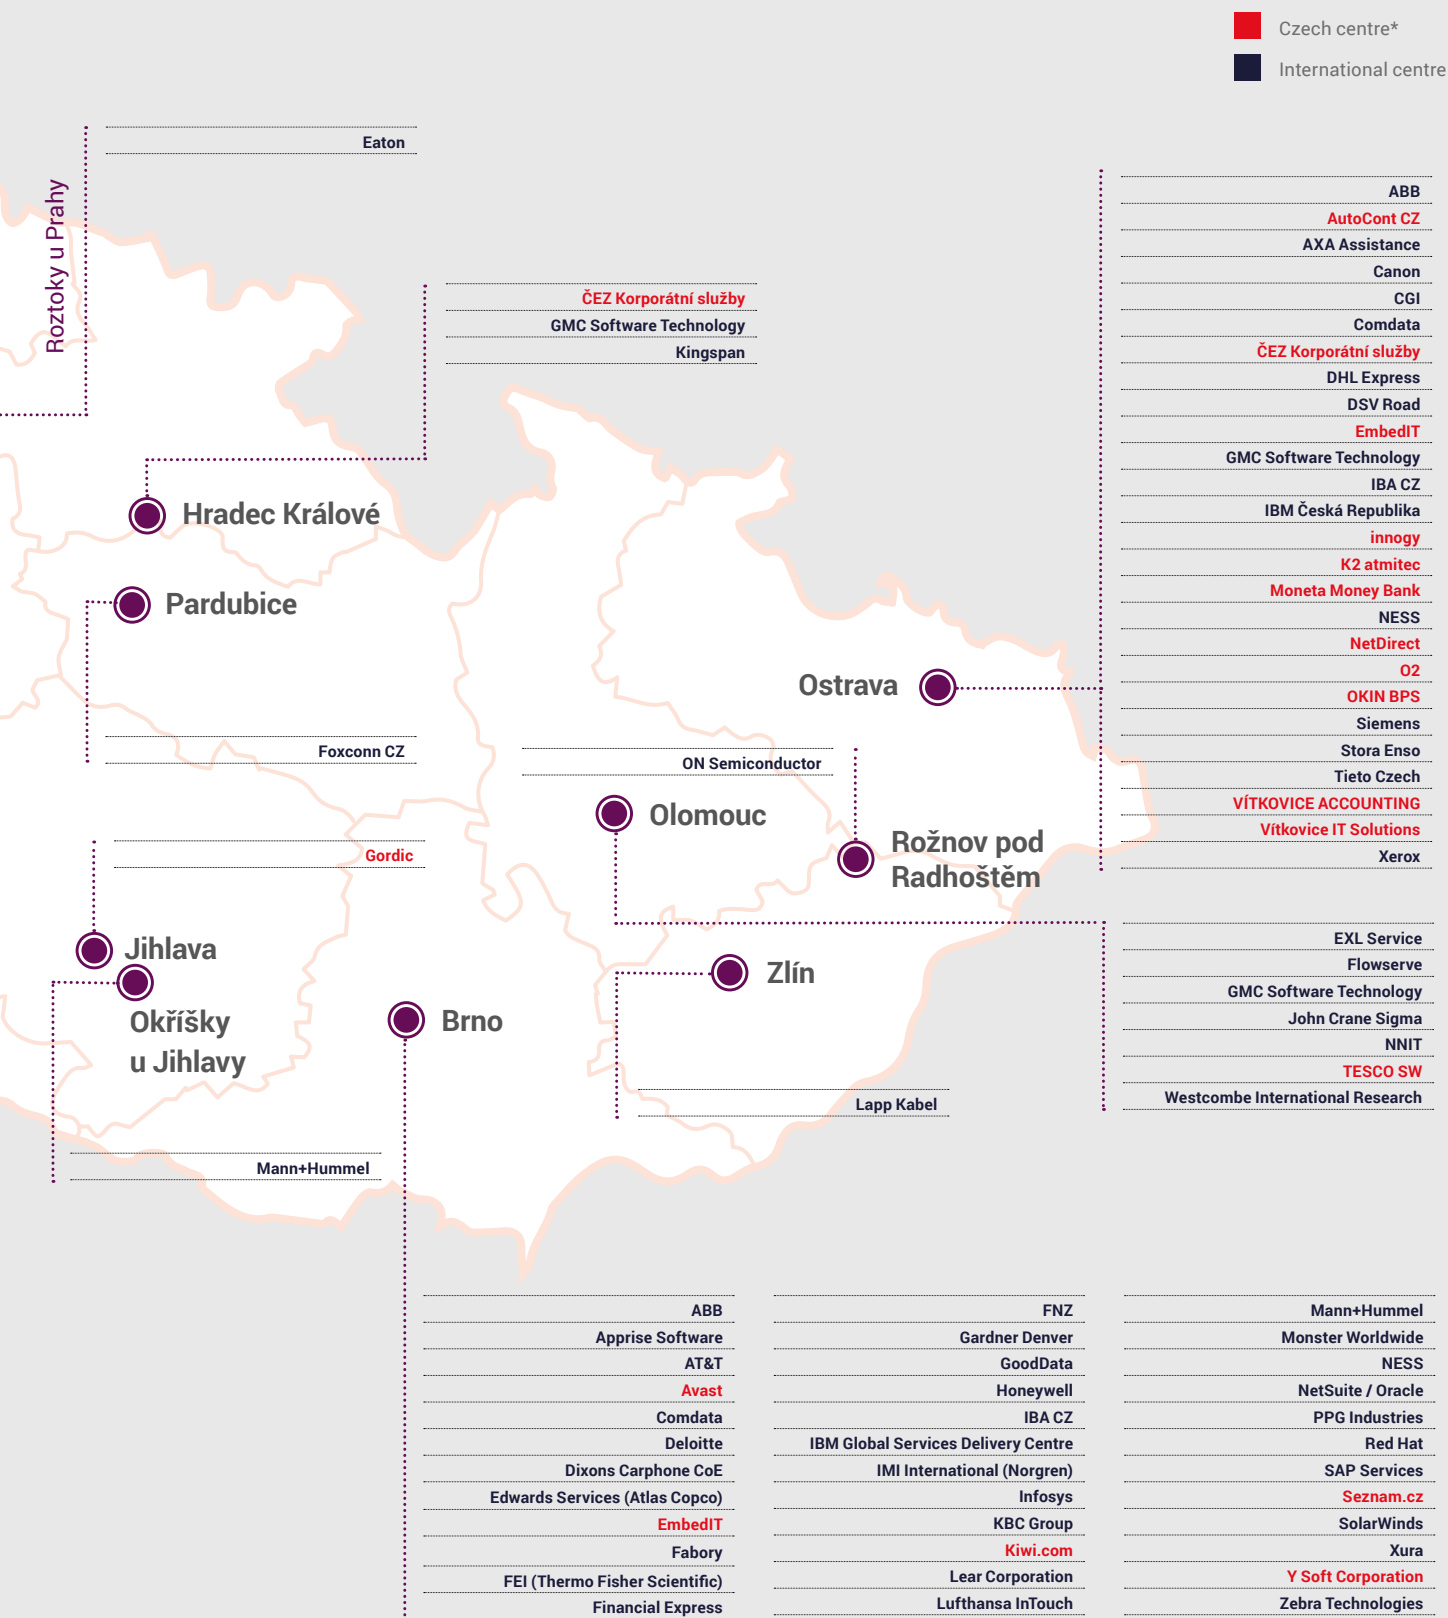 Czech centre*
International centre
Roztoky u Prahy
Eaton
ČEZ Korporátní služby
GMC Software Technology
Kingspan
Hradec Králové
Pardubice
Foxconn CZ
Gordic
Jihlava
Okříšky
u Jihlavy
Mann+Hummel
Brno
Ostrava
ON Semiconductor
Olomouc
Rožnov pod
Radhoštěm
Zlín
Lapp Kabel
ABB
AutoCont CZ
AXA Assistance
Canon
CGI
Comdata
ČEZ Korporátní služby
DHL Express
DSV Road
EmbedIT
GMC Software Technology
IBA CZ
IBM Česká Republika
innogy
K2 atmitec
Moneta Money Bank
NESS
NetDirect
O2
OKIN BPS
Siemens
Stora Enso
Tieto Czech
VÍTKOVICE ACCOUNTING
Vítkovice IT Solutions
Xerox
EXL Service
Flowserve
GMC Software Technology
John Crane Sigma
NNIT
TESCO SW
Westcombe International Research
ABB
Apprise Software
AT&T
Avast
Comdata
Deloitte
Dixons Carphone CoE
Edwards Services (Atlas Copco)
EmbedIT
Fabory
FEI (Thermo Fisher Scientific)
Financial Express
FNZ
Gardner Denver
GoodData
Honeywell
IBA CZ
IBM Global Services Delivery Centre
IMI International (Norgren)
Infosys
KBC Group
Kiwi.com
Lear Corporation
Lufthansa InTouch
Mann+Hummel
Monster Worldwide
NESS
NetSuite / Oracle
PPG Industries
Red Hat
SAP Services
Seznam.cz
SolarWinds
Xura
Y Soft Corporation
Zebra Technologies